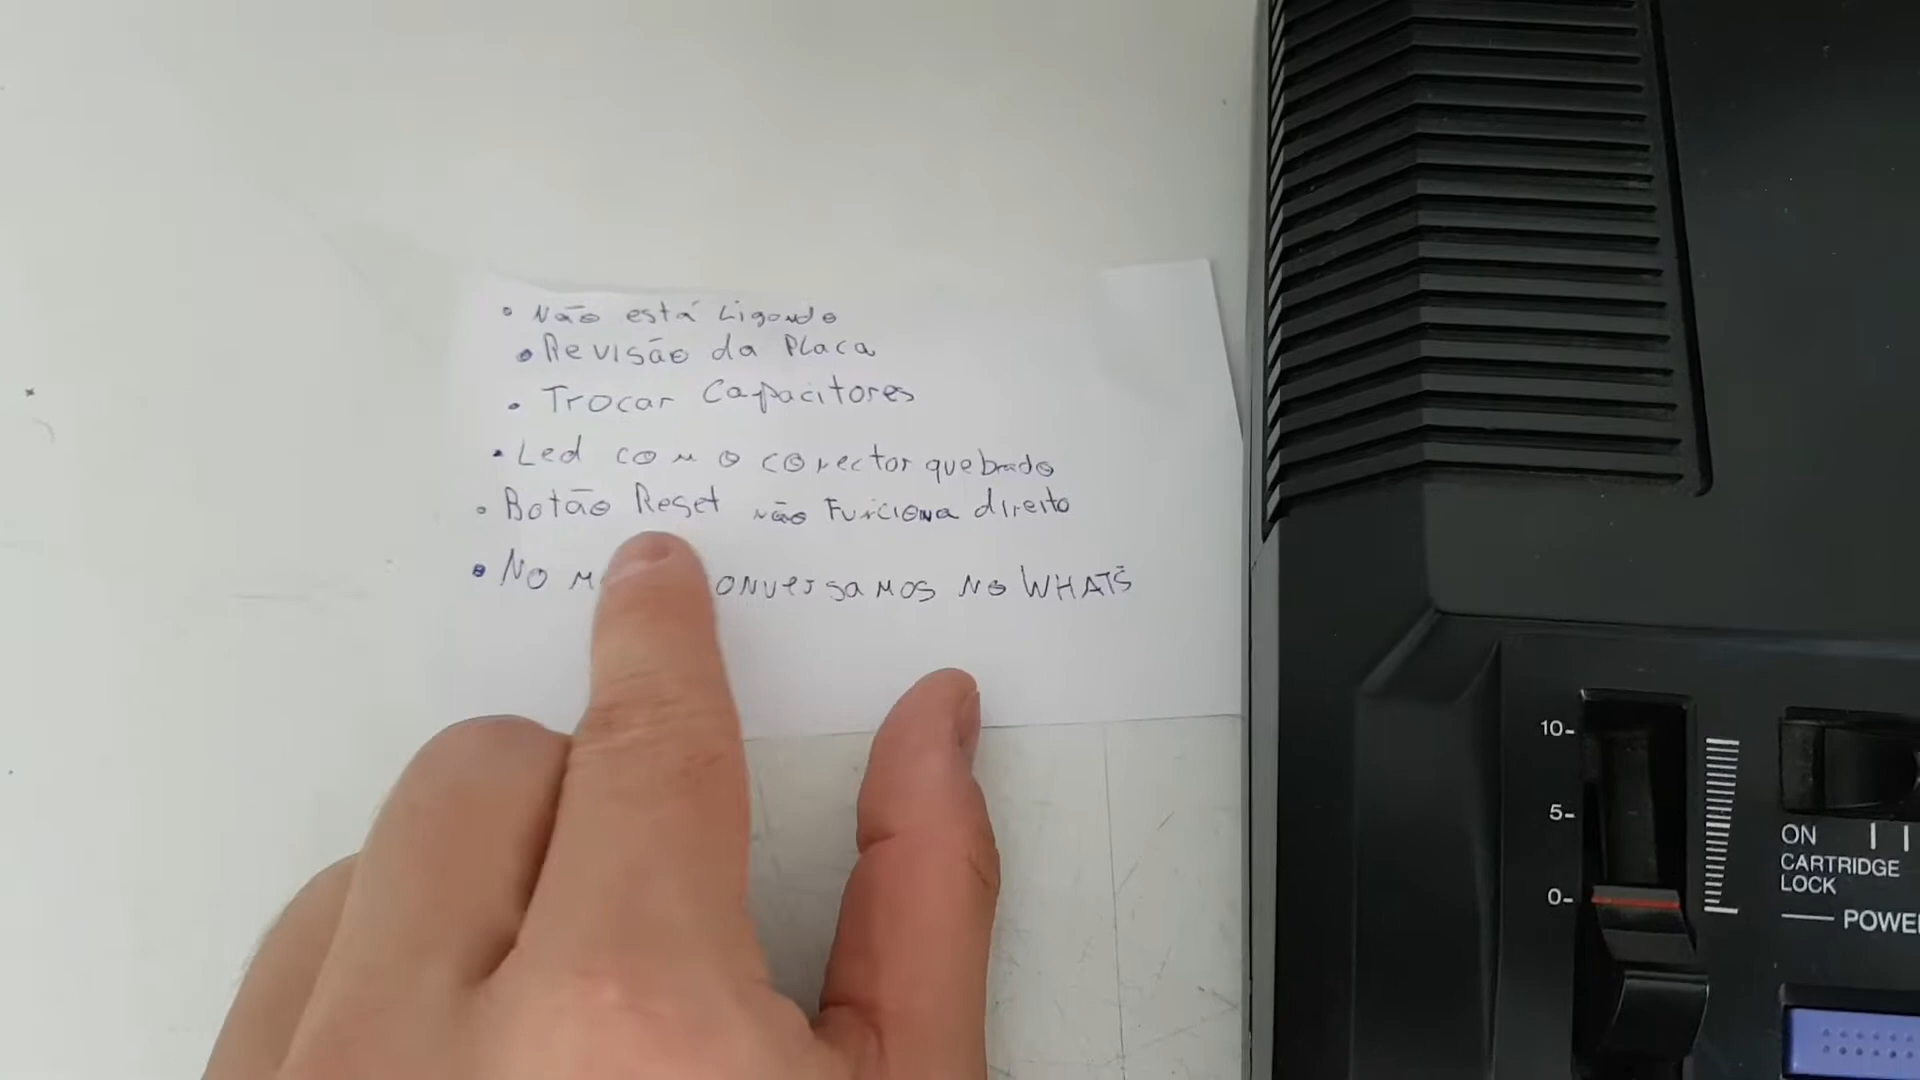 • Não está Ligando
• Revisão da Placa
• Trocar Capacitores
• Led com o conector quebrado
• Botão Reset não Funciona direito
• No conversamos no WHATS
10-
5-
0-
ON
CARTRIDGE
LOCK